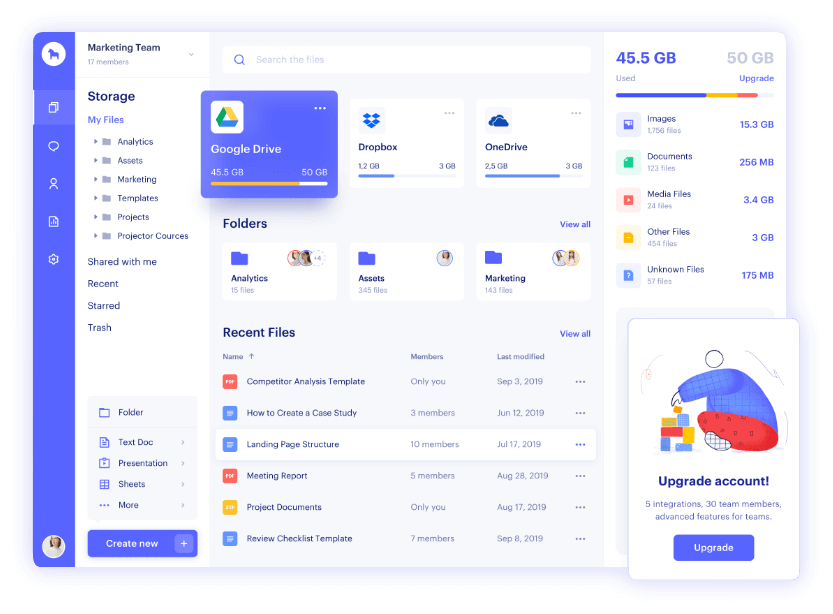 Marketing Team
17 members
Storage
My Files
Analytics
Assets
Marketing
Templates
Projects
Projector Cources
Shared with me
Recent
Starred
Trash
Folder
Text Doc
Presentation
Sheets
More
Create new +
Search the files
Google Drive
45.5 GB 50 GB
Dropbox
1,2 GB 3 GB
OneDrive
2,5 GB 3 GB
Folders View all
Analytics
15 files
+4
Assets
345 files
Marketing
143 files
Recent Files View all
Name ↑ Members Last modified
PDF Competitor Analysis Template Only you Sep 3, 2019
How to Create a Case Study 3 members Jun 12, 2019
Landing Page Structure 10 members Jul 17, 2019
PDF Meeting Report 5 members Aug 28, 2019
ZIP Project Documents Only you Aug 17, 2019
Review Checklist Template 7 members Sep 8, 2019
45.5 GB 50 GB
Used Upgrade
Images
1,756 files
15.3 GB
Documents
123 files
256 MB
Media Files
24 files
3.4 GB
Other Files
454 files
3 GB
Unknown Files
57 files
175 MB
Upgrade account!
5 integrations, 30 team members,
advanced features for teams.
Upgrade